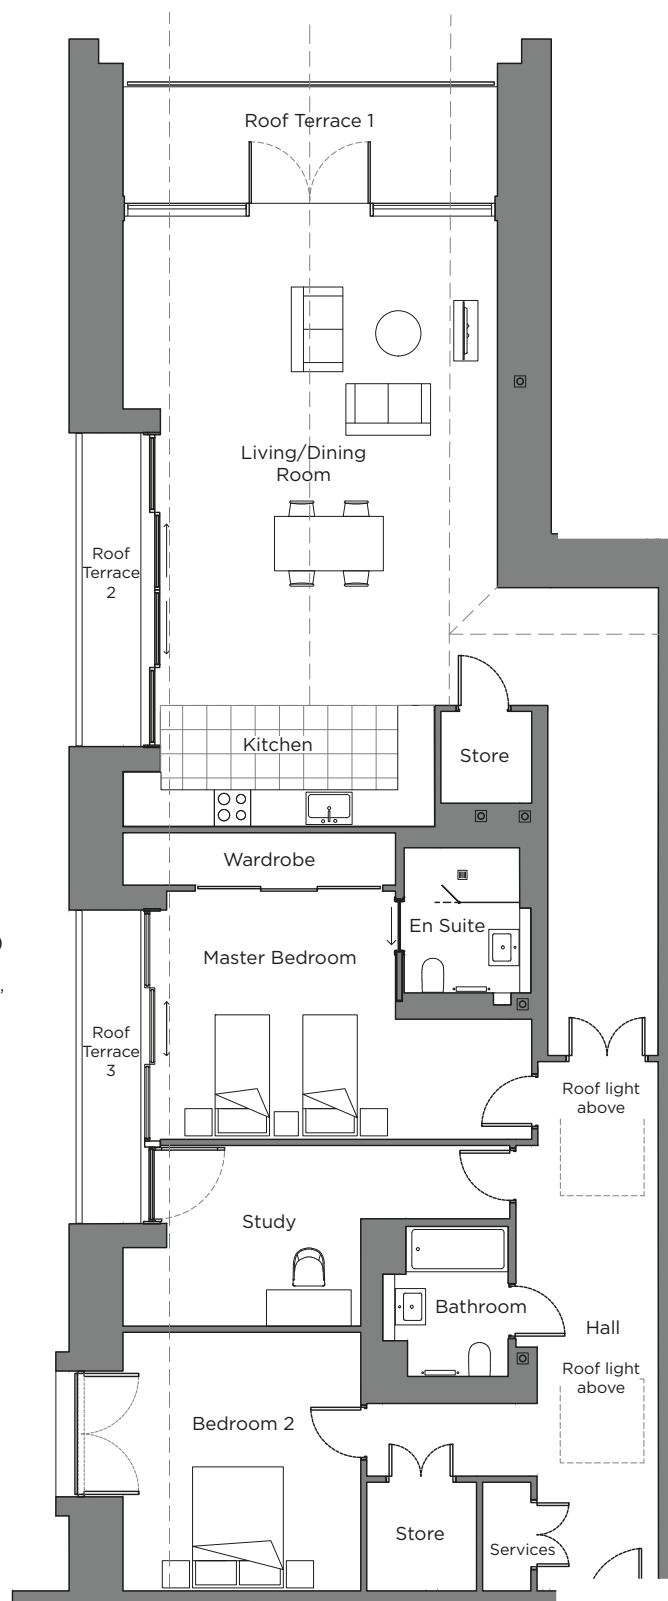 Roof Terrace 1
Living/Dining
Room
Roof
Terrace
2
Kitchen
Store
Wardrobe
En Suite
Master Bedroom
Roof
Terrace
3
Roof light
above
Study
Bathroom
Hall
Roof light
above
Bedroom 2
Store
Services